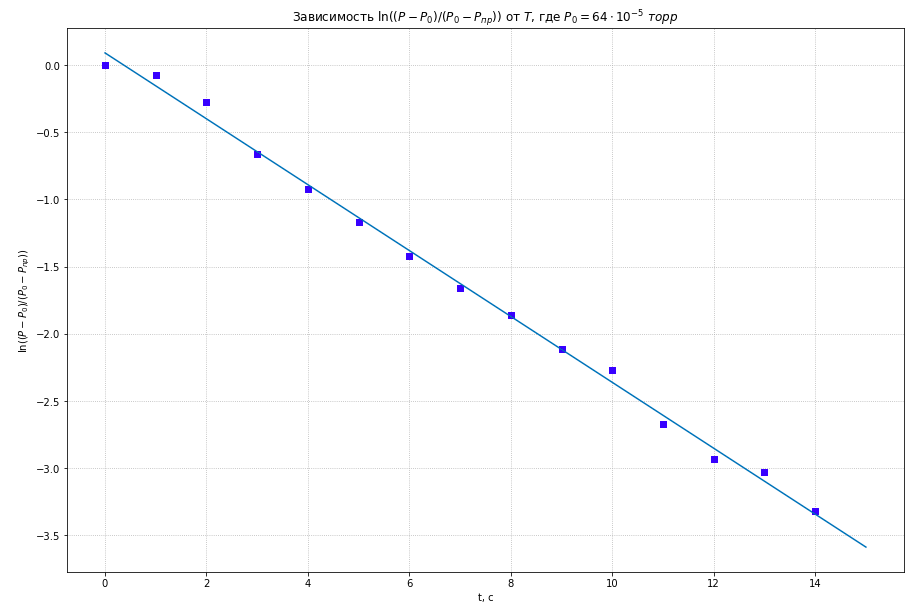 Зависимость ln((P − P₀)/(P₀ − Pₙₚ)) от T, где P₀ = 64 · 10⁻⁵ торр
ln((P − P₀)/(P₀ − Pₙₚ))
0.0
−0.5
−1.0
−1.5
−2.0
−2.5
−3.0
−3.5
0 2 4 6 8 10 12 14
t, c